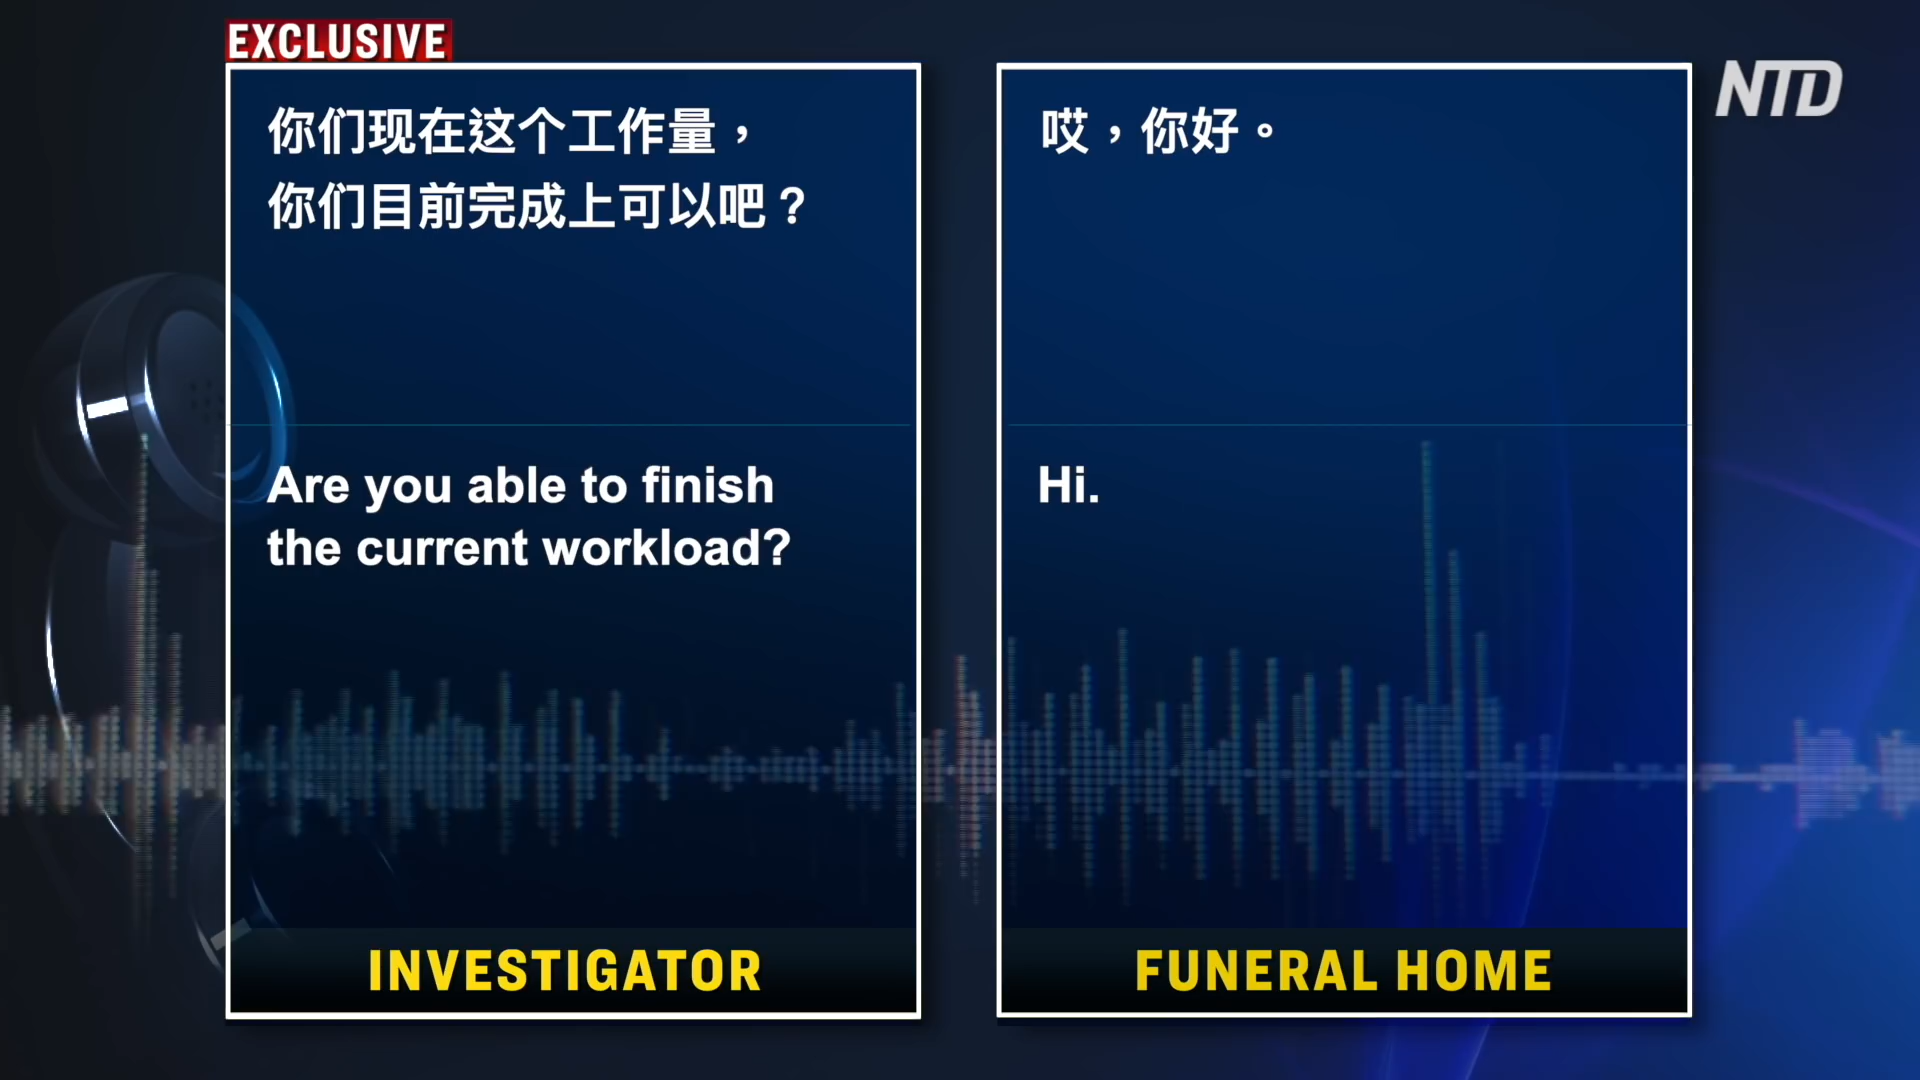 EXCLUSIVE
NTD
你们现在这个工作量，
你们目前完成上可以吧？
Are you able to finish
the current workload?
INVESTIGATOR
哎，你好。
Hi.
FUNERAL HOME